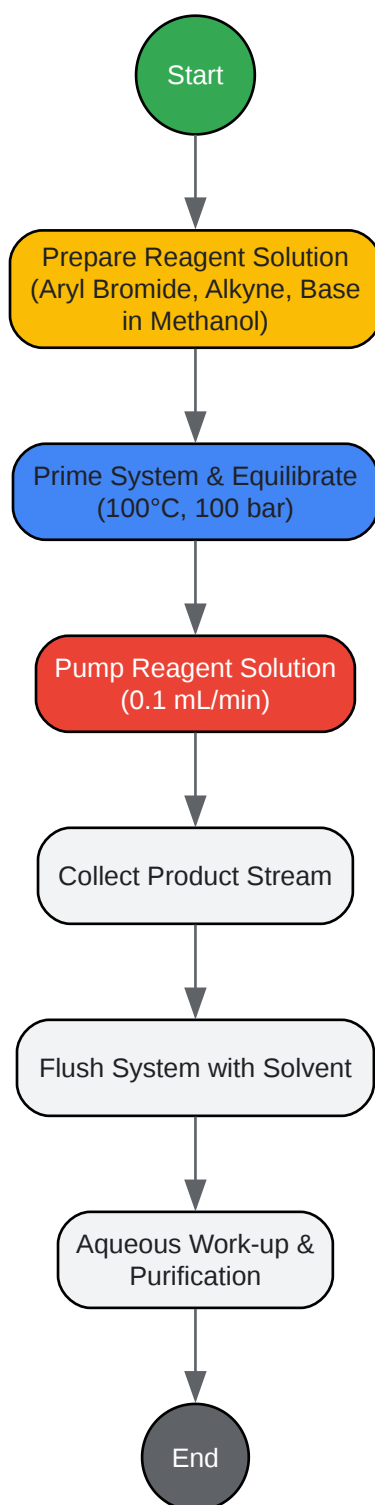 Start
Prepare Reagent Solution
(Aryl Bromide, Alkyne, Base
in Methanol)
Prime System & Equilibrate
(100°C, 100 bar)
Pump Reagent Solution
(0.1 mL/min)
Collect Product Stream
Flush System with Solvent
Aqueous Work-up &
Purification
End